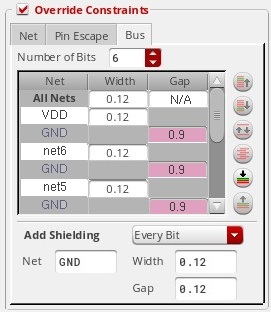 Override Constraints
Net Pin Escape Bus
Number of Bits 6
Net Width Gap
All Nets 0.12 N/A
VDD 0.12
GND 0.9
net6 0.12
GND 0.9
net5 0.12
GND 0.9
Add Shielding Every Bit
Net GND Width 0.12
Gap 0.12